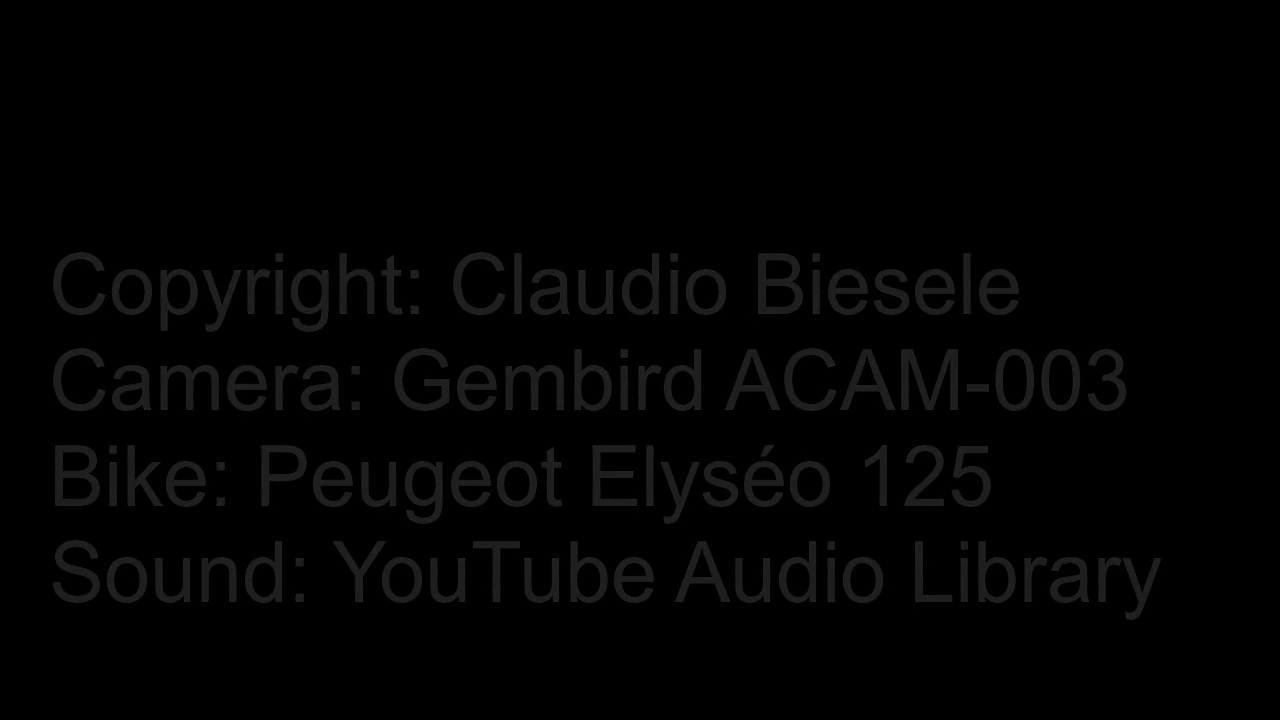 Copyright: Claudio Biesele
Camera: Gembird ACAM-003
Bike: Peugeot Elyséo 125
Sound: YouTube Audio Library